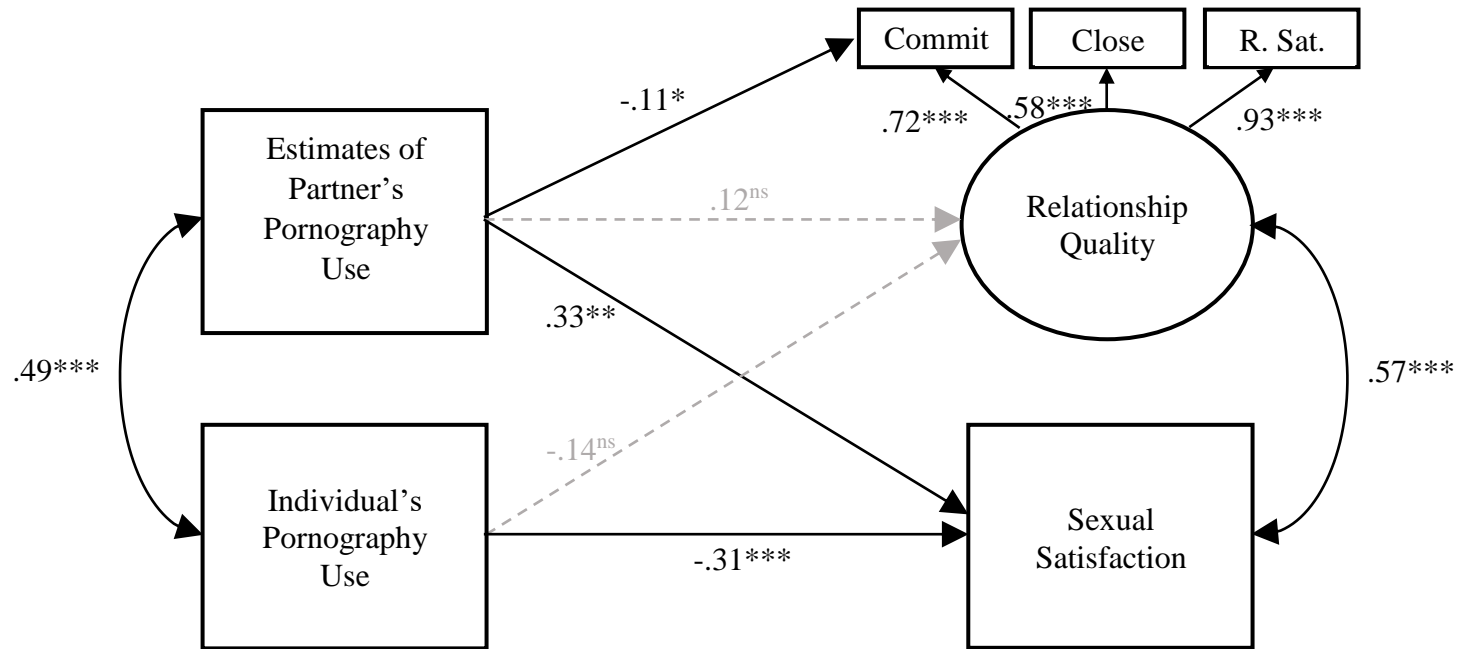 Commit
Close
R. Sat.
-.11*
.72***
.58***
.93***
Estimates of
Partner’s
Pornography
Use
.12ns
Relationship
Quality
.33**
.49***
.57***
-.14ns
Individual’s
Pornography
Use
-.31***
Sexual
Satisfaction